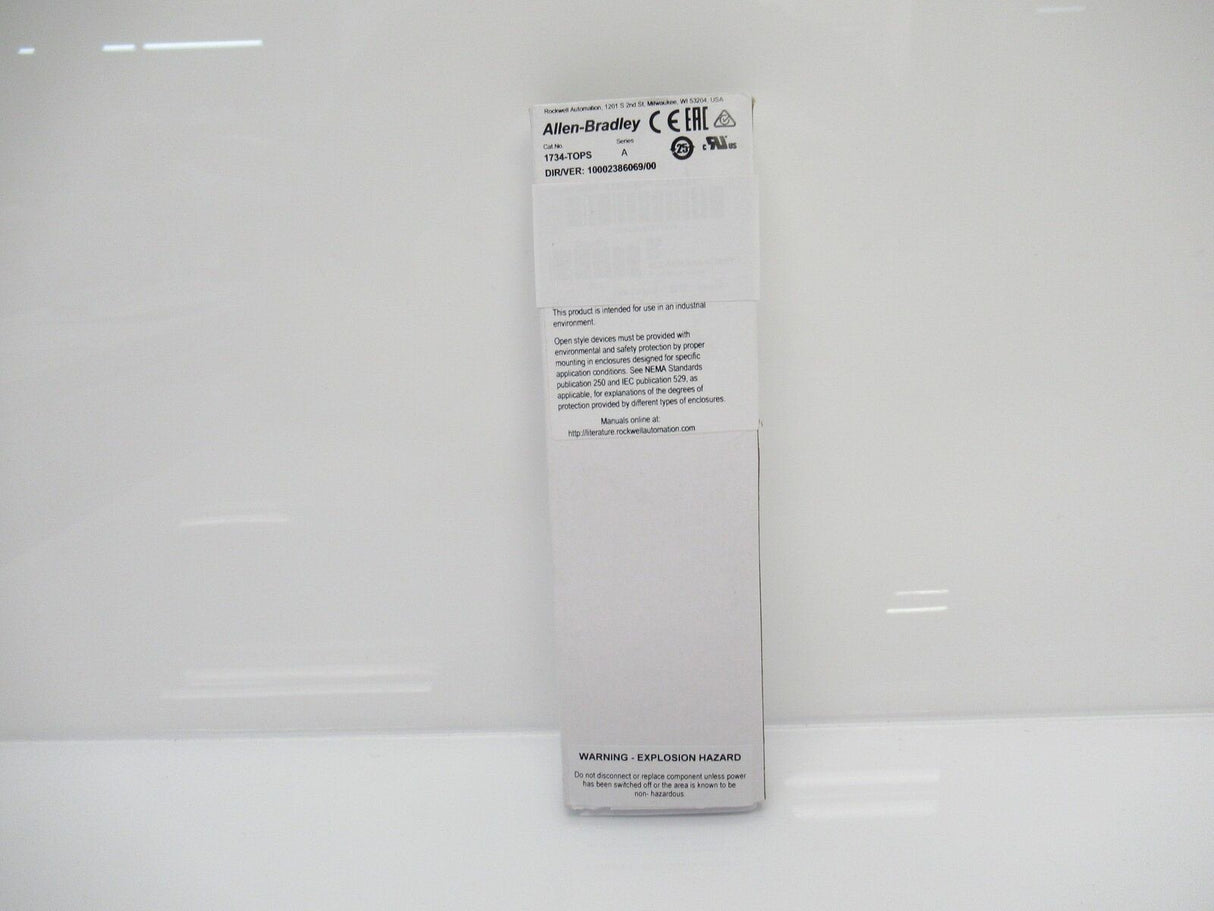 Rockwell Automation, 1201 S 2nd St, Milwaukee, WI 53204, USA
Allen-Bradley CE EAC
Cat No. Series
1734-TOPS A
25 c RU US
DIR/VER: 10002386069/00
This product is intended for use in an industrial
environment.
Open style devices must be provided with
environmental and safety protection by proper
mounting in enclosures designed for specific
application conditions. See NEMA Standards
publication 250 and IEC publication 529, as
applicable, for explanations of the degrees of
protection provided by different types of enclosures.
Manuals online at:
http://literature.rockwellautomation.com
WARNING - EXPLOSION HAZARD
Do not disconnect or replace component unless power
has been switched off or the area is known to be
non- hazardous